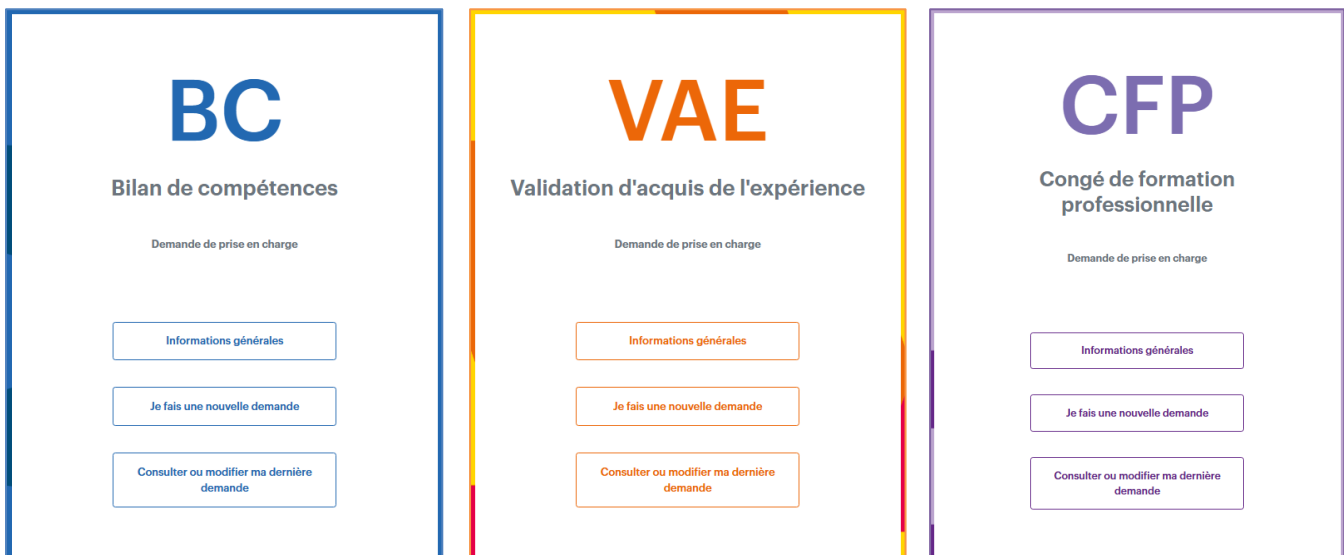 BC
Bilan de compétences
Demande de prise en charge
Informations générales
Je fais une nouvelle demande
Consulter ou modifier ma dernière
demande
VAE
Validation d'acquis de l'expérience
Demande de prise en charge
Informations générales
Je fais une nouvelle demande
Consulter ou modifier ma dernière
demande
CFP
Congé de formation
professionnelle
Demande de prise en charge
Informations générales
Je fais une nouvelle demande
Consulter ou modifier ma dernière
demande